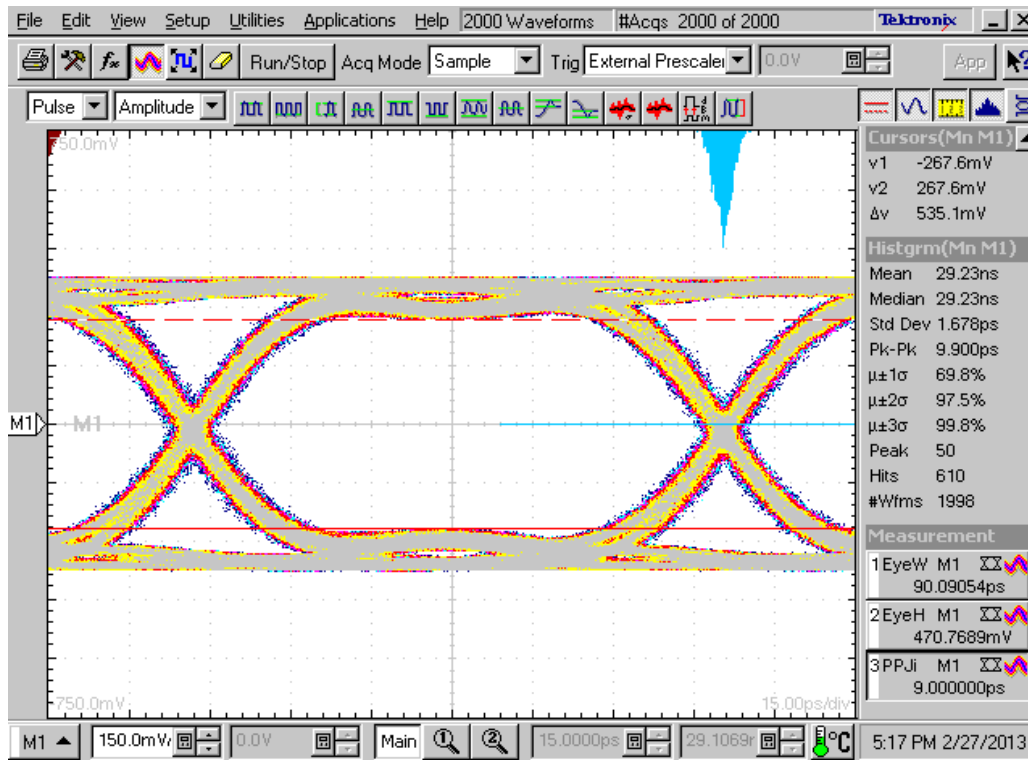 File Edit View Setup Utilities Applications Help 2000 Waveforms #Acqs 2000 of 2000 Tektronix
Run/Stop Acq Mode Sample Trig External Prescaler 0.0V App
Pulse Amplitude
50.0mV
Cursors(Mn M1)
v1 -267.6mV
v2 267.6mV
Δv 535.1mV
Histgrm(Mn M1)
Mean 29.23ns
Median 29.23ns
Std Dev 1.678ps
Pk-Pk 9.900ps
μ±1σ 69.8%
μ±2σ 97.5%
μ±3σ 99.8%
Peak 50
Hits 610
#Wfms 1998
M1 M1
Measurement
1 EyeW M1
90.09054ps
2 EyeH M1
470.7689mV
3 PPJi M1
9.000000ps
-750.0mV 15.00ps/div
M1 150.0mV/ 0.0V Main 1 2 15.0000ps 29.1069r °C 5:17 PM 2/27/2013